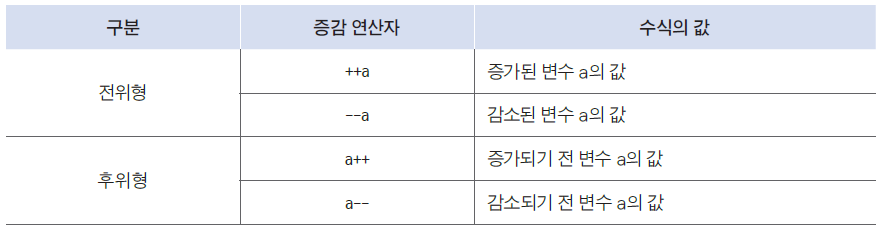 구분 증감 연산자 수식의 값
전위형
++a 증가된 변수 a의 값
--a 감소된 변수 a의 값
후위형
a++ 증가되기 전 변수 a의 값
a-- 감소되기 전 변수 a의 값